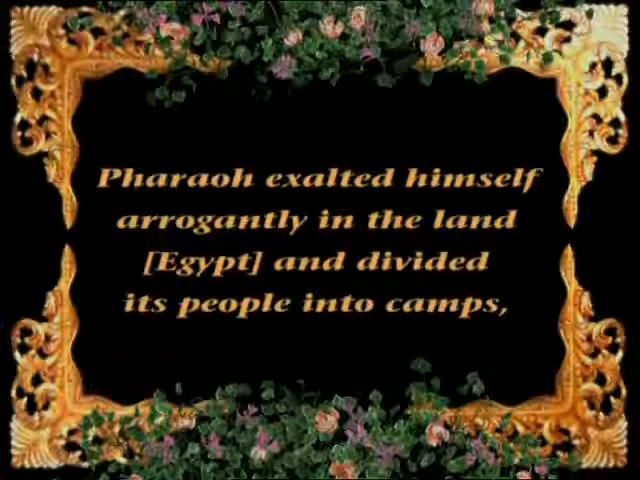 Pharaoh exalted himself
arrogantly in the land
[Egypt] and divided
its people into camps,